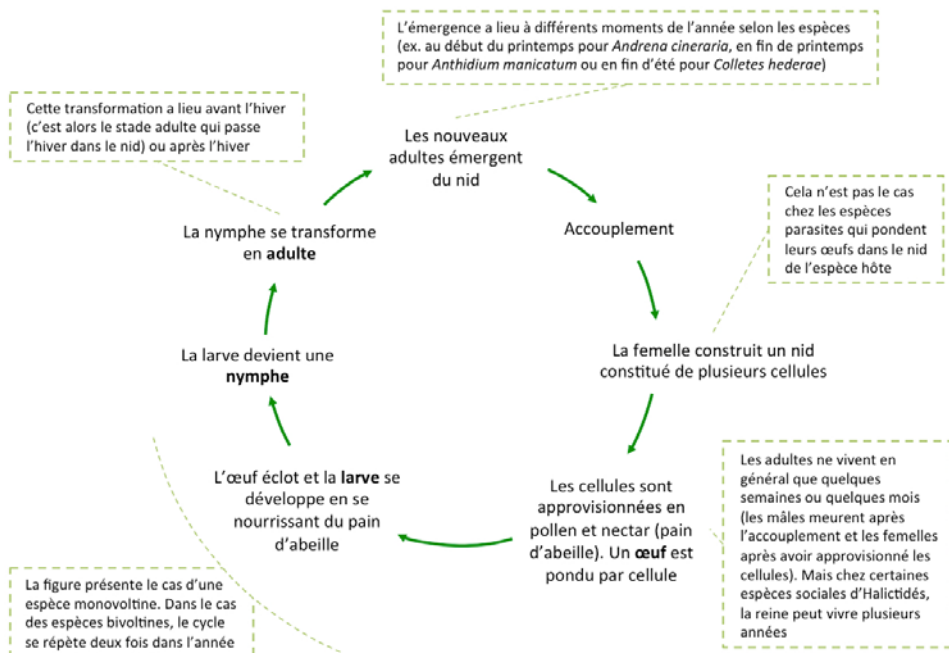 L'émergence a lieu à différents moments de l'année selon les espèces
(ex. au début du printemps pour Andrena cineraria, en fin de printemps
pour Anthidium manicatum ou en fin d'été pour Colletes hederae)
Cette transformation a lieu avant l'hiver
(c'est alors le stade adulte qui passe
l'hiver dans le nid) ou après l'hiver
Les nouveaux
adultes émergent
du nid
Accouplement
Cela n'est pas le cas
chez les espèces
parasites qui pondent
leurs œufs dans le nid
de l'espèce hôte
La femelle construit un nid
constitué de plusieurs cellules
Les cellules sont
approvisionnées en
pollen et nectar (pain
d'abeille). Un œuf est
pondu par cellule
Les adultes ne vivent en
général que quelques
semaines ou quelques mois
(les mâles meurent après
l'accouplement et les femelles
après avoir approvisionné les
cellules). Mais chez certaines
espèces sociales d'Halictidés,
la reine peut vivre plusieurs
années
L'œuf éclot et la larve se
développe en se
nourrissant du pain
d'abeille
La larve devient une
nymphe
La nymphe se transforme
en adulte
La figure présente le cas d'une
espèce monovoltine. Dans le cas
des espèces bivoltines, le cycle
se répète deux fois dans l'année